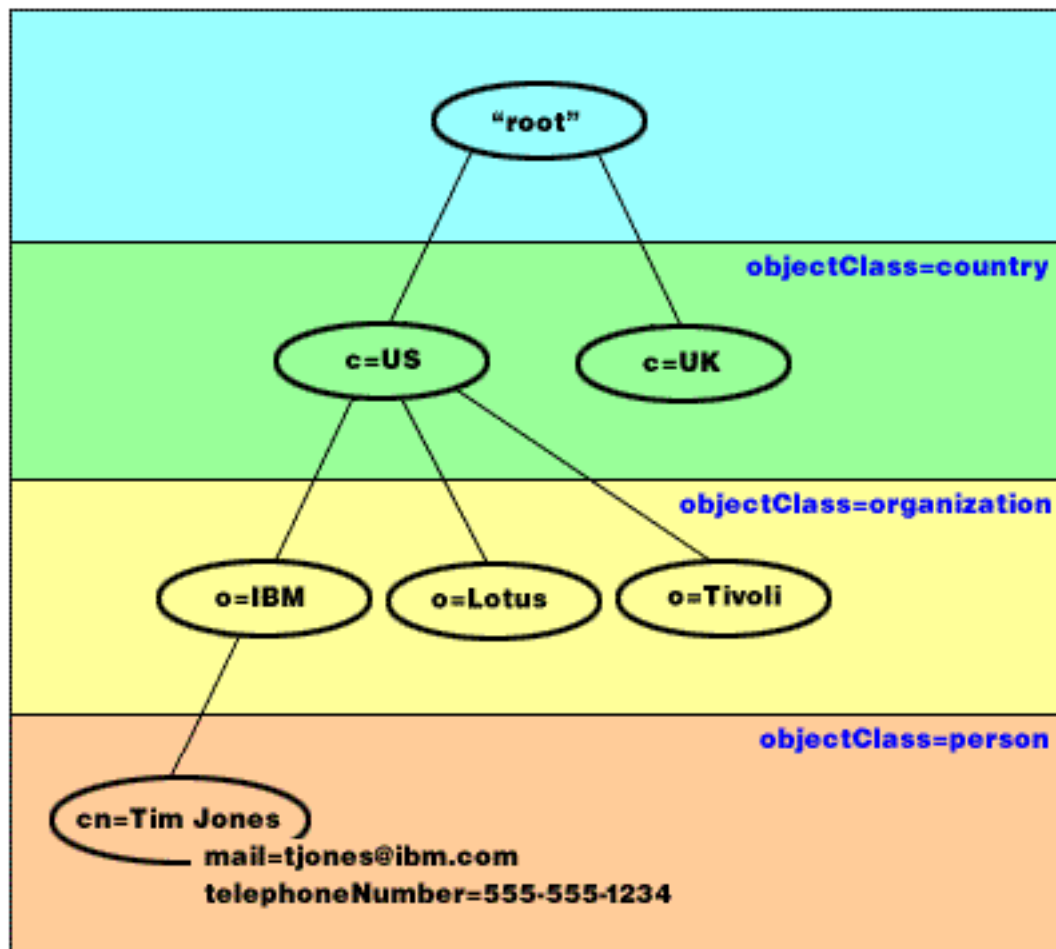 “root”
objectClass=country
c=US
c=UK
objectClass=organization
o=IBM
o=Lotus
o=Tivoli
objectClass=person
cn=Tim Jones
mail=tjones@ibm.com
telephoneNumber=555-555-1234